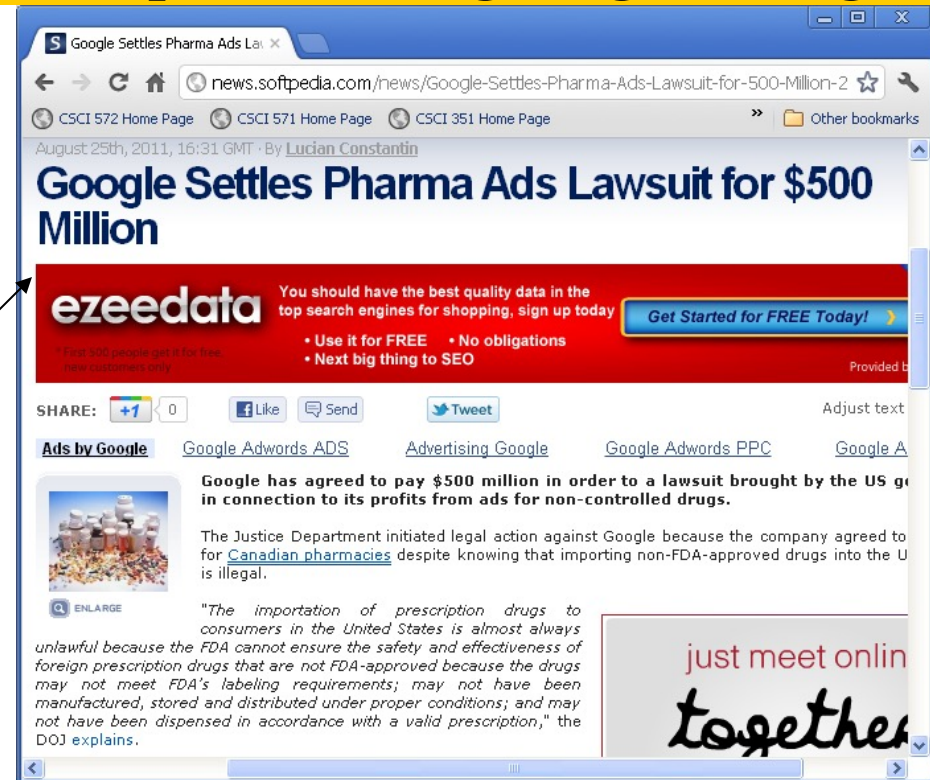 Google Settles Pharma Ads La
news.softpedia.com/news/Google-Settles-Pharma-Ads-Lawsuit-for-500-Million-2
CSCI 572 Home Page CSCI 571 Home Page CSCI 351 Home Page » Other bookmarks
August 25th, 2011, 16:31 GMT · By Lucian Constantin
Google Settles Pharma Ads Lawsuit for $500
Million
ezeedata
You should have the best quality data in the
top search engines for shopping, sign up today
• Use it for FREE • No obligations
• Next big thing to SEO
Get Started for FREE Today!
* First 500 people get it for free,
new customers only
Provided b
SHARE: +1 0 Like Send Tweet Adjust text
Ads by Google Google Adwords ADS Advertising Google Google Adwords PPC Google A
Google has agreed to pay $500 million in order to a lawsuit brought by the US go
in connection to its profits from ads for non-controlled drugs.
The Justice Department initiated legal action against Google because the company agreed to
for Canadian pharmacies despite knowing that importing non-FDA-approved drugs into the U
is illegal.
ENLARGE
"The importation of prescription drugs to
consumers in the United States is almost always
unlawful because the FDA cannot ensure the safety and effectiveness of
foreign prescription drugs that are not FDA-approved because the drugs
may not meet FDA's labeling requirements; may not have been
manufactured, stored and distributed under proper conditions; and may
not have been dispensed in accordance with a valid prescription," the
DOJ explains.
just meet onlin
together